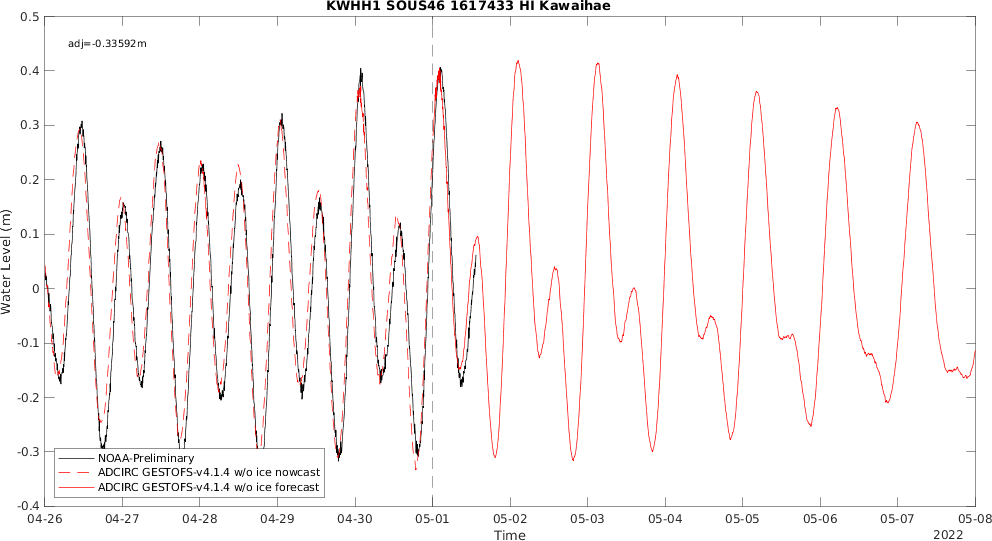 KWHH1 SOUS46 1617433 HI Kawaihae
adj=-0.33592m
0.5
0.4
0.3
0.2
0.1
0
-0.1
-0.2
-0.3
-0.4
Water Level (m)
NOAA-Preliminary
ADCIRC GESTOFS-v4.1.4 w/o ice nowcast
ADCIRC GESTOFS-v4.1.4 w/o ice forecast
04-26 04-27 04-28 04-29 04-30 05-01 05-02 05-03 05-04 05-05 05-06 05-07 05-08
Time
2022